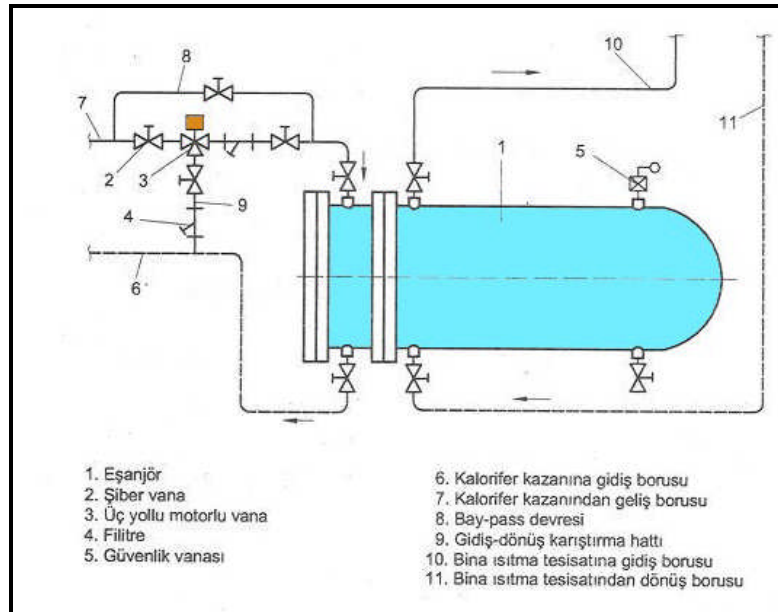 8
10
7
1
5
11
2
3
9
4
6
1. Eşanjör
2. Şiber vana
3. Üç yollu motorlu vana
4. Filitre
5. Güvenlik vanası
6. Kalorifer kazanına gidiş borusu
7. Kalorifer kazanından geliş borusu
8. Bay-pass devresi
9. Gidiş-dönüş karıştırma hattı
10. Bina ısıtma tesisatına gidiş borusu
11. Bina ısıtma tesisatından dönüş borusu